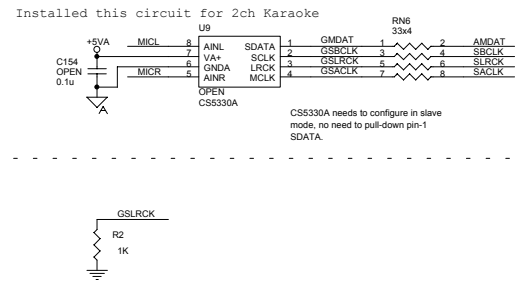 Installed this circuit for 2ch Karaoke
RN6
33x4
U9
+5VA
MICL 8 AINL SDATA 1 GMDAT 1 2 AMDAT
7 VA+ SCLK 2 GSBCLK 3 4 SBCLK
6 GNDA LRCK 3 GSLRCK 5 6 SLRCK
MICR 5 AINR MCLK 4 GSACLK 7 8 SACLK
C154
OPEN
0.1u
A
OPEN
CS5330A
CS5330A needs to configure in slave
mode, no need to pull-down pin-1
SDATA.
GSLRCK
R2
1K